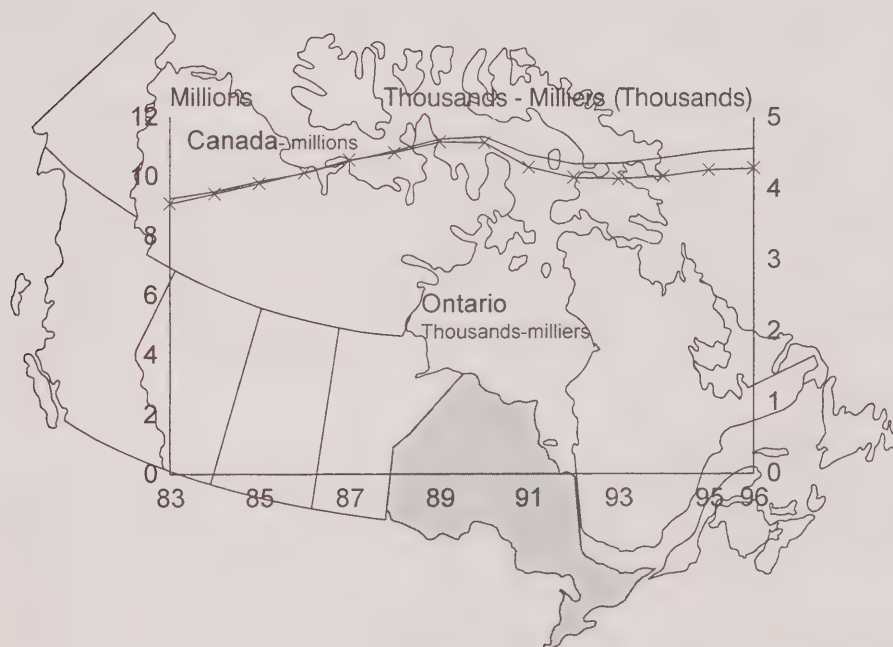 Millions Thousands - Milliers (Thousands)
12 5
Canada-millions
10 4
8 3
6
Ontario
2
Thousands-milliers
4
1
2
0 0
83 85 87 89 91 93 95 96